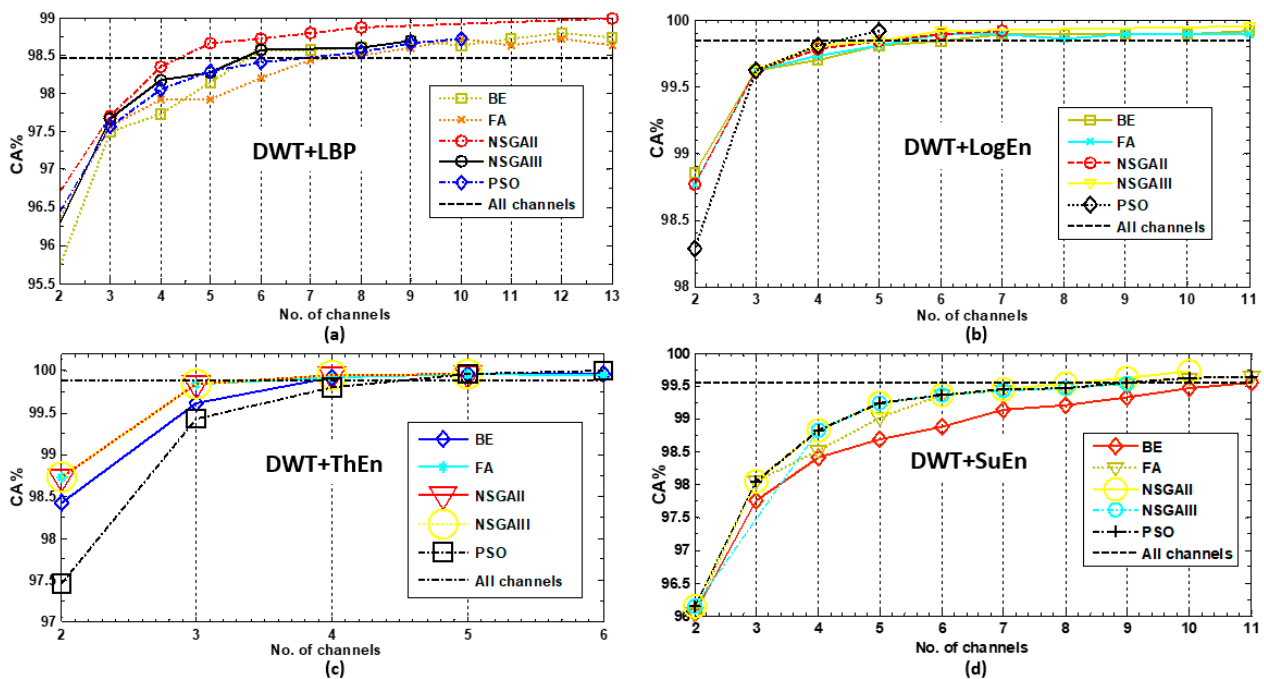 99
98.5
98
97.5
97
96.5
96
95.5
CA%
DWT+LBP
BE
FA
NSGAII
NSGAIII
PSO
All channels
2 3 4 5 6 7 8 9 10 11 12 13
No. of channels
(a)
100
99.5
99
98.5
98
CA%
DWT+LogEn
BE
FA
NSGAII
NSGAIII
PSO
All channels
2 3 4 5 6 7 8 9 10 11
No. of channels
(b)
100
99.5
99
98.5
98
97.5
97
CA%
DWT+ThEn
BE
FA
NSGAII
NSGAIII
PSO
All channels
2 3 4 5 6
No. of channels
(c)
100
99.5
99
98.5
98
97.5
97
96.5
96
CA%
DWT+SuEn
BE
FA
NSGAII
NSGAIII
PSO
All channels
2 3 4 5 6 7 8 9 10 11
No. of channels
(d)